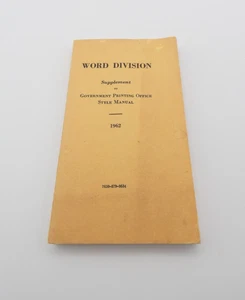 WORD DIVISION
Supplement
to
GOVERNMENT PRINTING OFFICE
STYLE MANUAL
1962